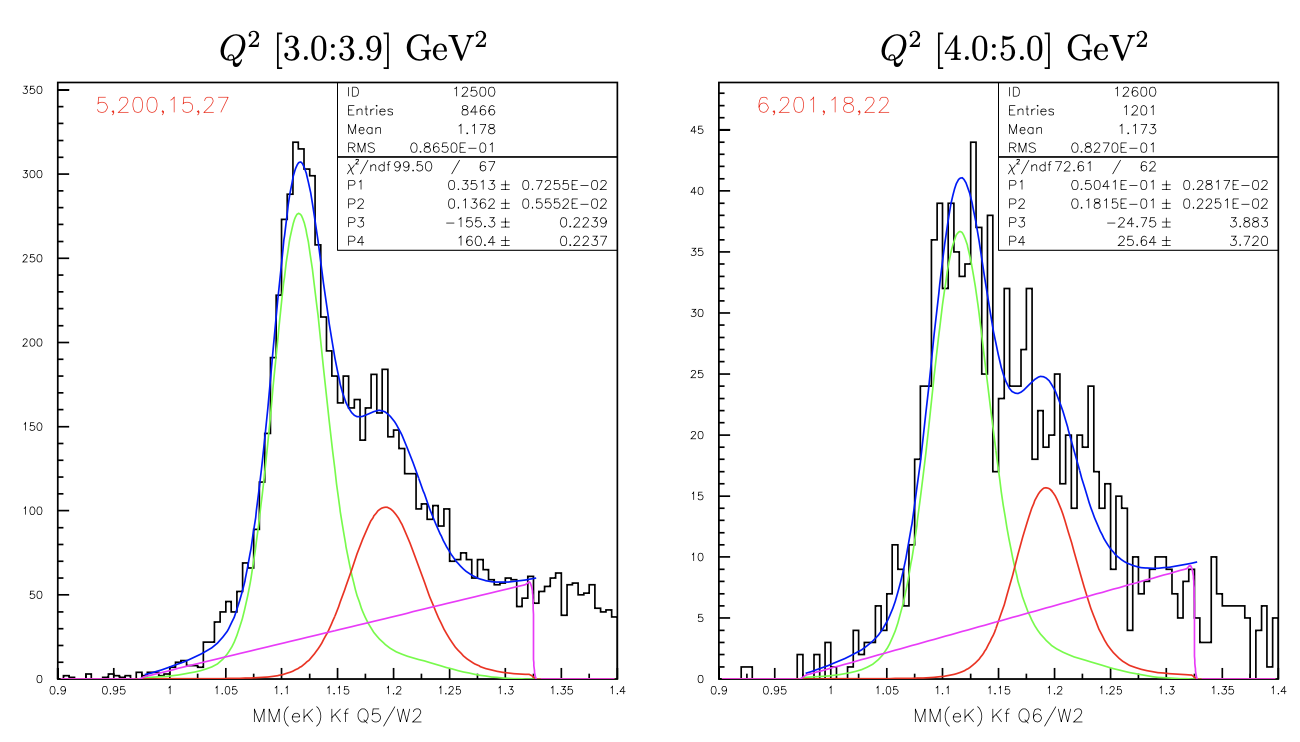 Q² [3.0:3.9] GeV²
350
300
250
200
150
100
50
0
5,200,15,27
ID 12500
Entries 8466
Mean 1.178
RMS 0.8650E-01
χ²/ndf 99.50 / 67
P1 0.3513 ± 0.7255E-02
P2 0.1362 ± 0.5552E-02
P3 −155.3 ± 0.2239
P4 160.4 ± 0.2237
0.9 0.95 1 1.05 1.1 1.15 1.2 1.25 1.3 1.35 1.4
MM(eK) Kf Q5/W2
Q² [4.0:5.0] GeV²
45
40
35
30
25
20
15
10
5
0
6,201,18,22
ID 12600
Entries 1201
Mean 1.173
RMS 0.8270E-01
χ²/ndf 72.61 / 62
P1 0.5041E-01 ± 0.2817E-02
P2 0.1815E-01 ± 0.2251E-02
P3 −24.75 ± 3.883
P4 25.64 ± 3.720
0.9 0.95 1 1.05 1.1 1.15 1.2 1.25 1.3 1.35 1.4
MM(eK) Kf Q6/W2